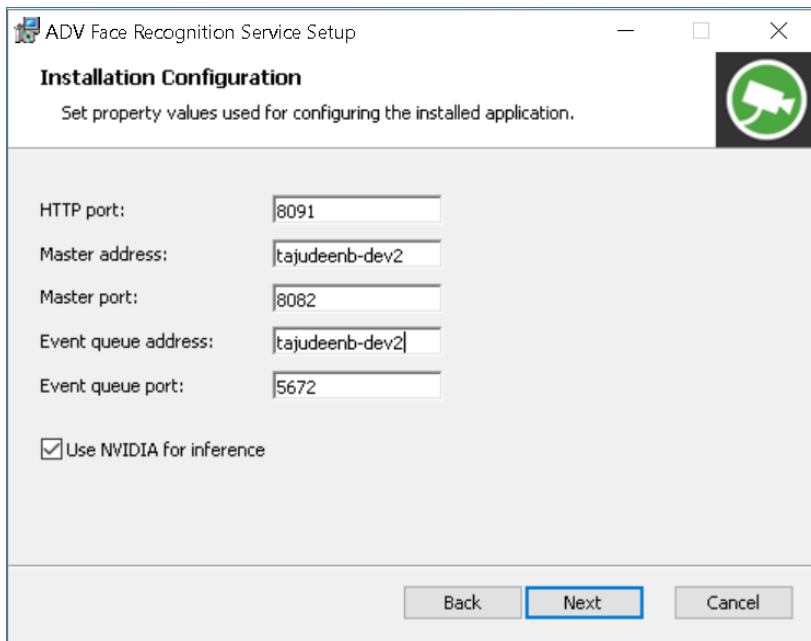 ADV Face Recognition Service Setup
Installation Configuration
Set property values used for configuring the installed application.
HTTP port: 8091
Master address: tajudeenb-dev2
Master port: 8082
Event queue address: tajudeenb-dev2
Event queue port: 5672
Use NVIDIA for inference
Back Next Cancel